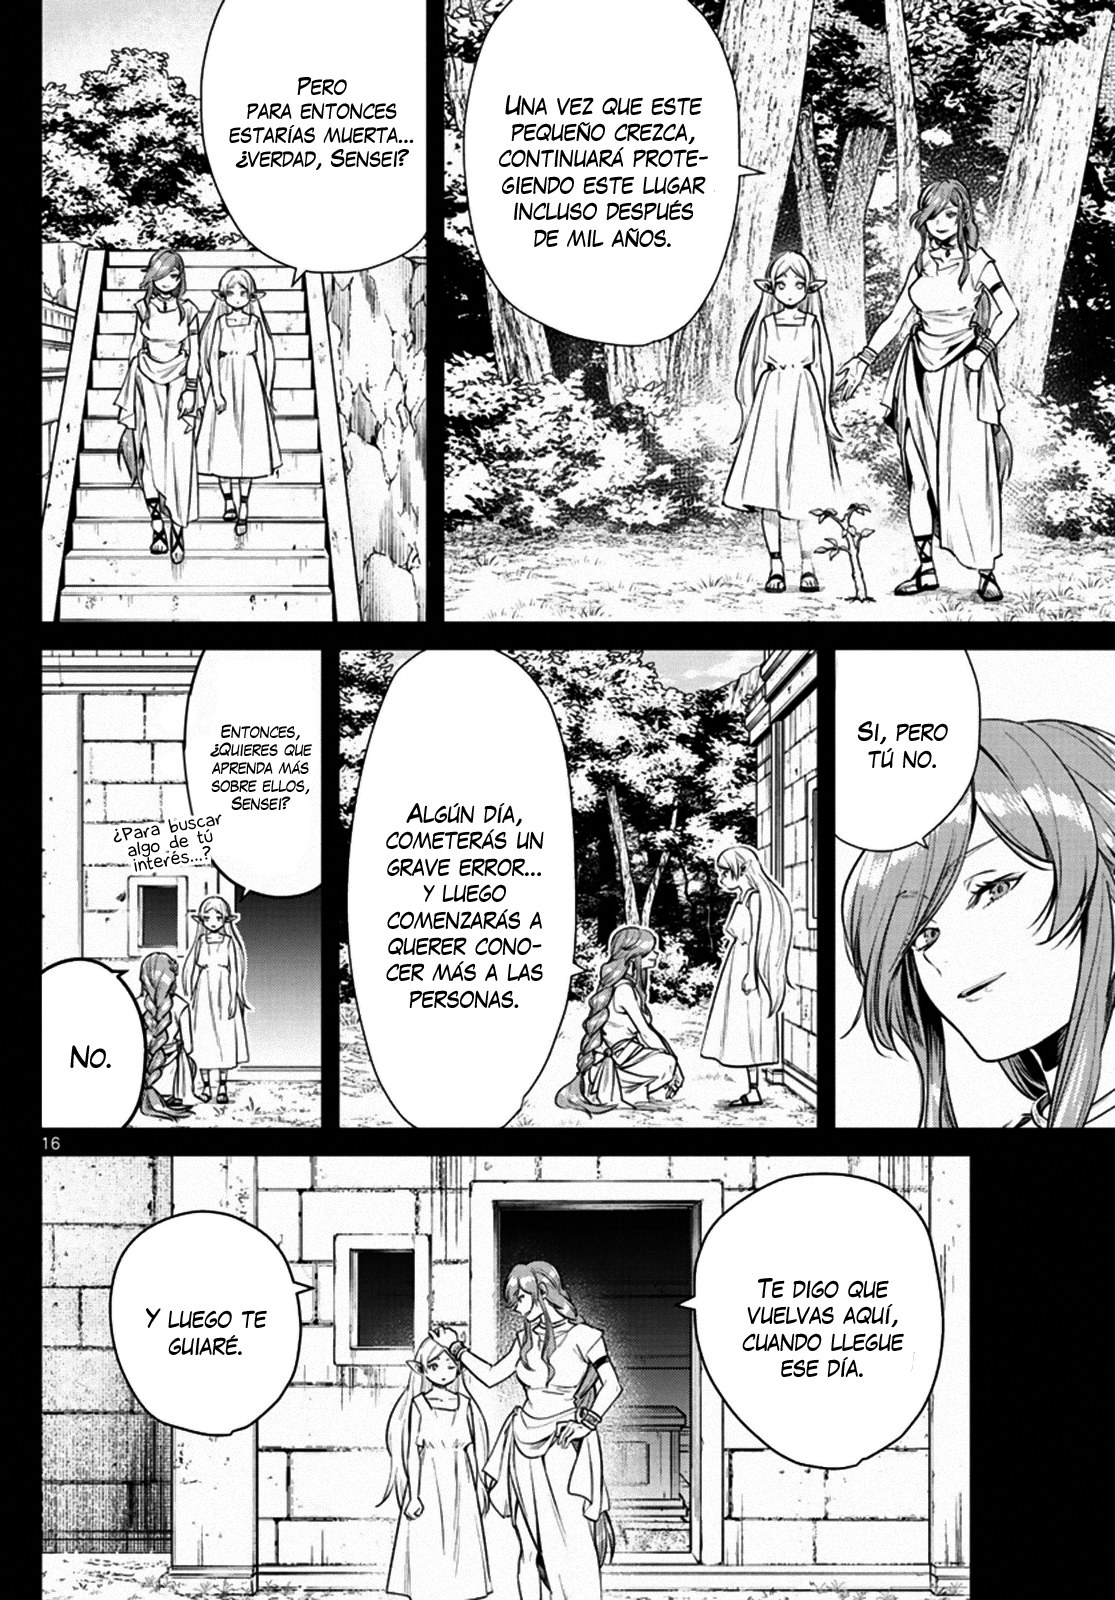 UNA VEZ QUE ESTE
PEQUEÑO CREZCA,
CONTINUARÁ PROTE-
GIENDO ESTE LUGAR
INCLUSO DESPUÉS
DE MIL AÑOS.
PERO
PARA ENTONCES
ESTARÍAS MUERTA...
¿VERDAD, SENSEI?
SI, PERO
TÚ NO.
ALGÚN DÍA,
COMETERÁS UN
GRAVE ERROR...
Y LUEGO
COMENZARÁS A
QUERER CONO-
CER MÁS A LAS
PERSONAS.
ENTONCES,
¿QUIERES QUE
APRENDA MÁS
SOBRE ELLOS,
SENSEI?
¿Para buscar
algo de tú
interés...?
NO.
16
TE DIGO QUE
VUELVAS AQUÍ,
CUANDO LLEGUE
ESE DÍA.
Y LUEGO TE
GUIARÉ.